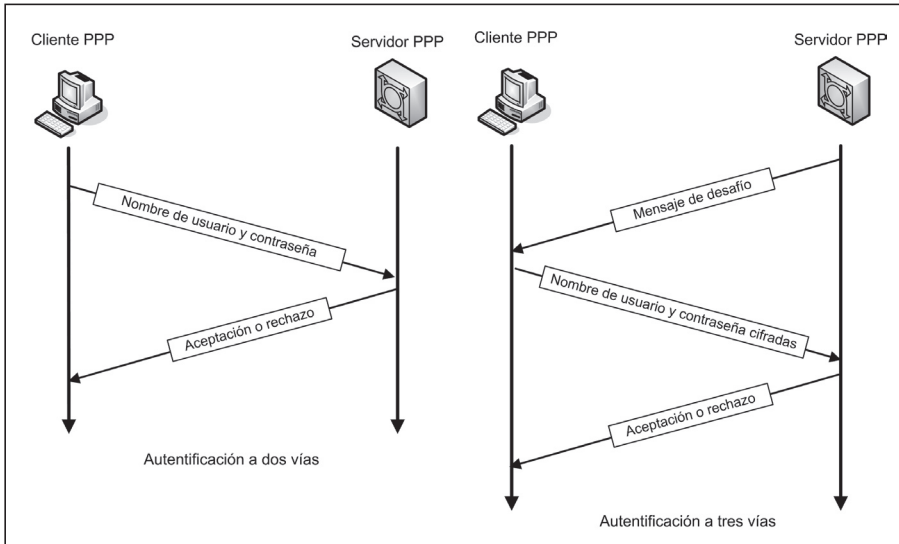 Cliente PPP
Servidor PPP
Nombre de usuario y contraseña
Aceptación o rechazo
Autentificación a dos vías
Cliente PPP
Servidor PPP
Mensaje de desafío
Nombre de usuario y contraseña cifradas
Aceptación o rechazo
Autentificación a tres vías